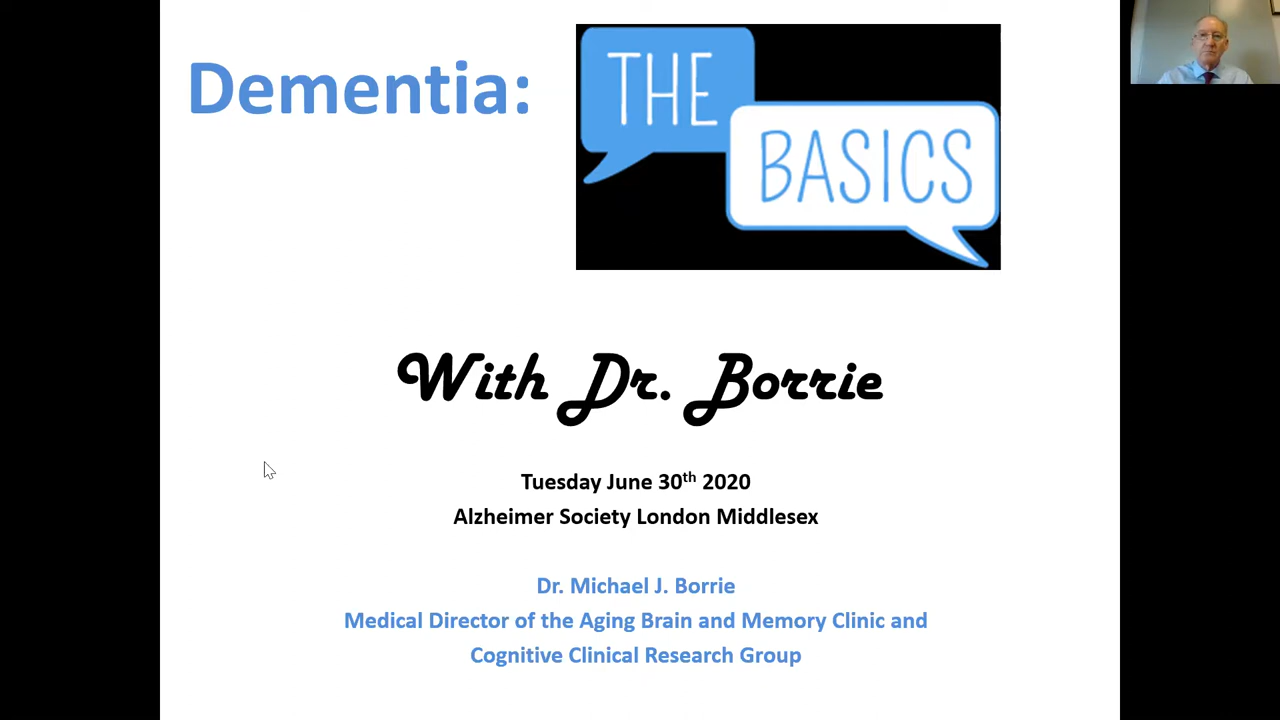 Dementia:
THE
BASICS
With Dr. Borrie
Tuesday June 30th 2020
Alzheimer Society London Middlesex
Dr. Michael J. Borrie
Medical Director of the Aging Brain and Memory Clinic and
Cognitive Clinical Research Group